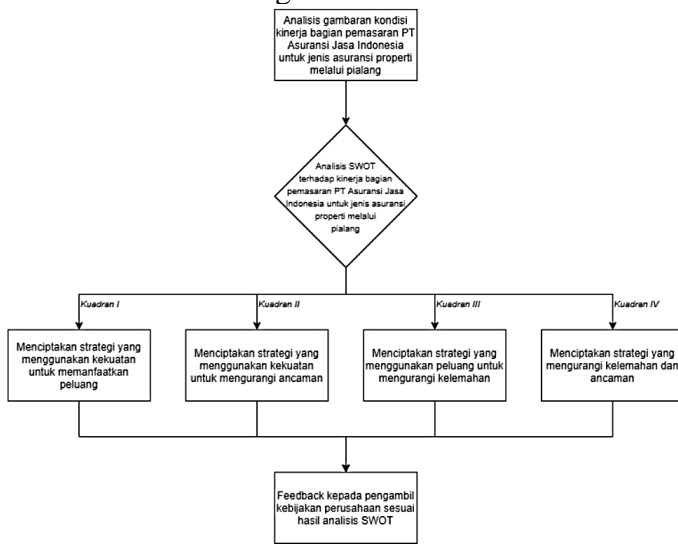 Analisis gambaran kondisi
kinerja bagian pemasaran PT
Asuransi Jasa Indonesia
untuk jenis asuransi properti
melalui pialang
Analisis SWOT
terhadap kinerja bagian
pemasaran PT Asuransi Jasa
Indonesia untuk jenis asuransi
properti melalui
pialang
Kuadran I
Kuadran II
Kuadran III
Kuadran IV
Menciptakan strategi yang
menggunakan kekuatan
untuk memanfaatkan
peluang
Menciptakan strategi yang
menggunakan kekuatan
untuk mengurangi ancaman
Menciptakan strategi yang
menggunakan peluang untuk
mengurangi kelemahan
Menciptakan strategi yang
mengurangi kelemahan dan
ancaman
Feedback kepada pengambil
kebijakan perusahaan sesuai
hasil analisis SWOT